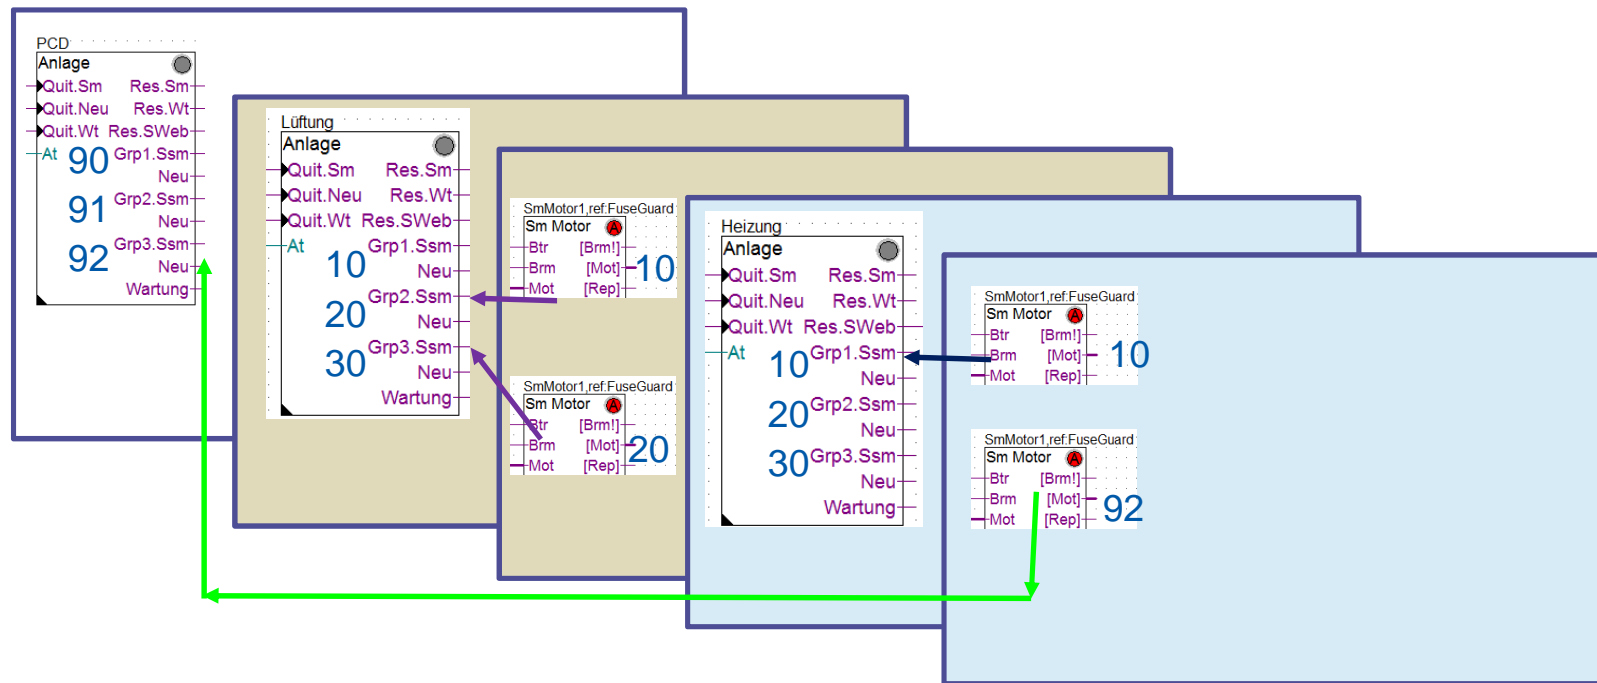 PCD
Anlage
Quit.Sm Res.Sm
Quit.Neu Res.Wt
Quit.Wt Res.SWeb
At 90 Grp1.Ssm
Neu
91 Grp2.Ssm
Neu
92 Grp3.Ssm
Neu
Wartung
Lüftung
Anlage
Quit.Sm Res.Sm
Quit.Neu Res.Wt
Quit.Wt Res.SWeb
At Grp1.Ssm
10 Neu
Grp2.Ssm
20 Neu
Grp3.Ssm
30 Neu
Wartung
SmMotor1,ref:FuseGuard
Sm Motor A
Btr [Brm!]
Brm [Mot] 10
Mot [Rep]
SmMotor1,ref:FuseGuard
Sm Motor A
Btr [Brm!]
Brm [Mot] 20
Mot [Rep]
Heizung
Anlage
Quit.Sm Res.Sm
Quit.Neu Res.Wt
Quit.Wt Res.SWeb
At 10 Grp1.Ssm
Neu
20 Grp2.Ssm
Neu
30 Grp3.Ssm
Neu
Wartung
SmMotor1,ref:FuseGuard
Sm Motor A
Btr [Brm!]
Brm [Mot] 10
Mot [Rep]
SmMotor1,ref:FuseGuard
Sm Motor A
Btr [Brm!]
Brm [Mot] 92
Mot [Rep]